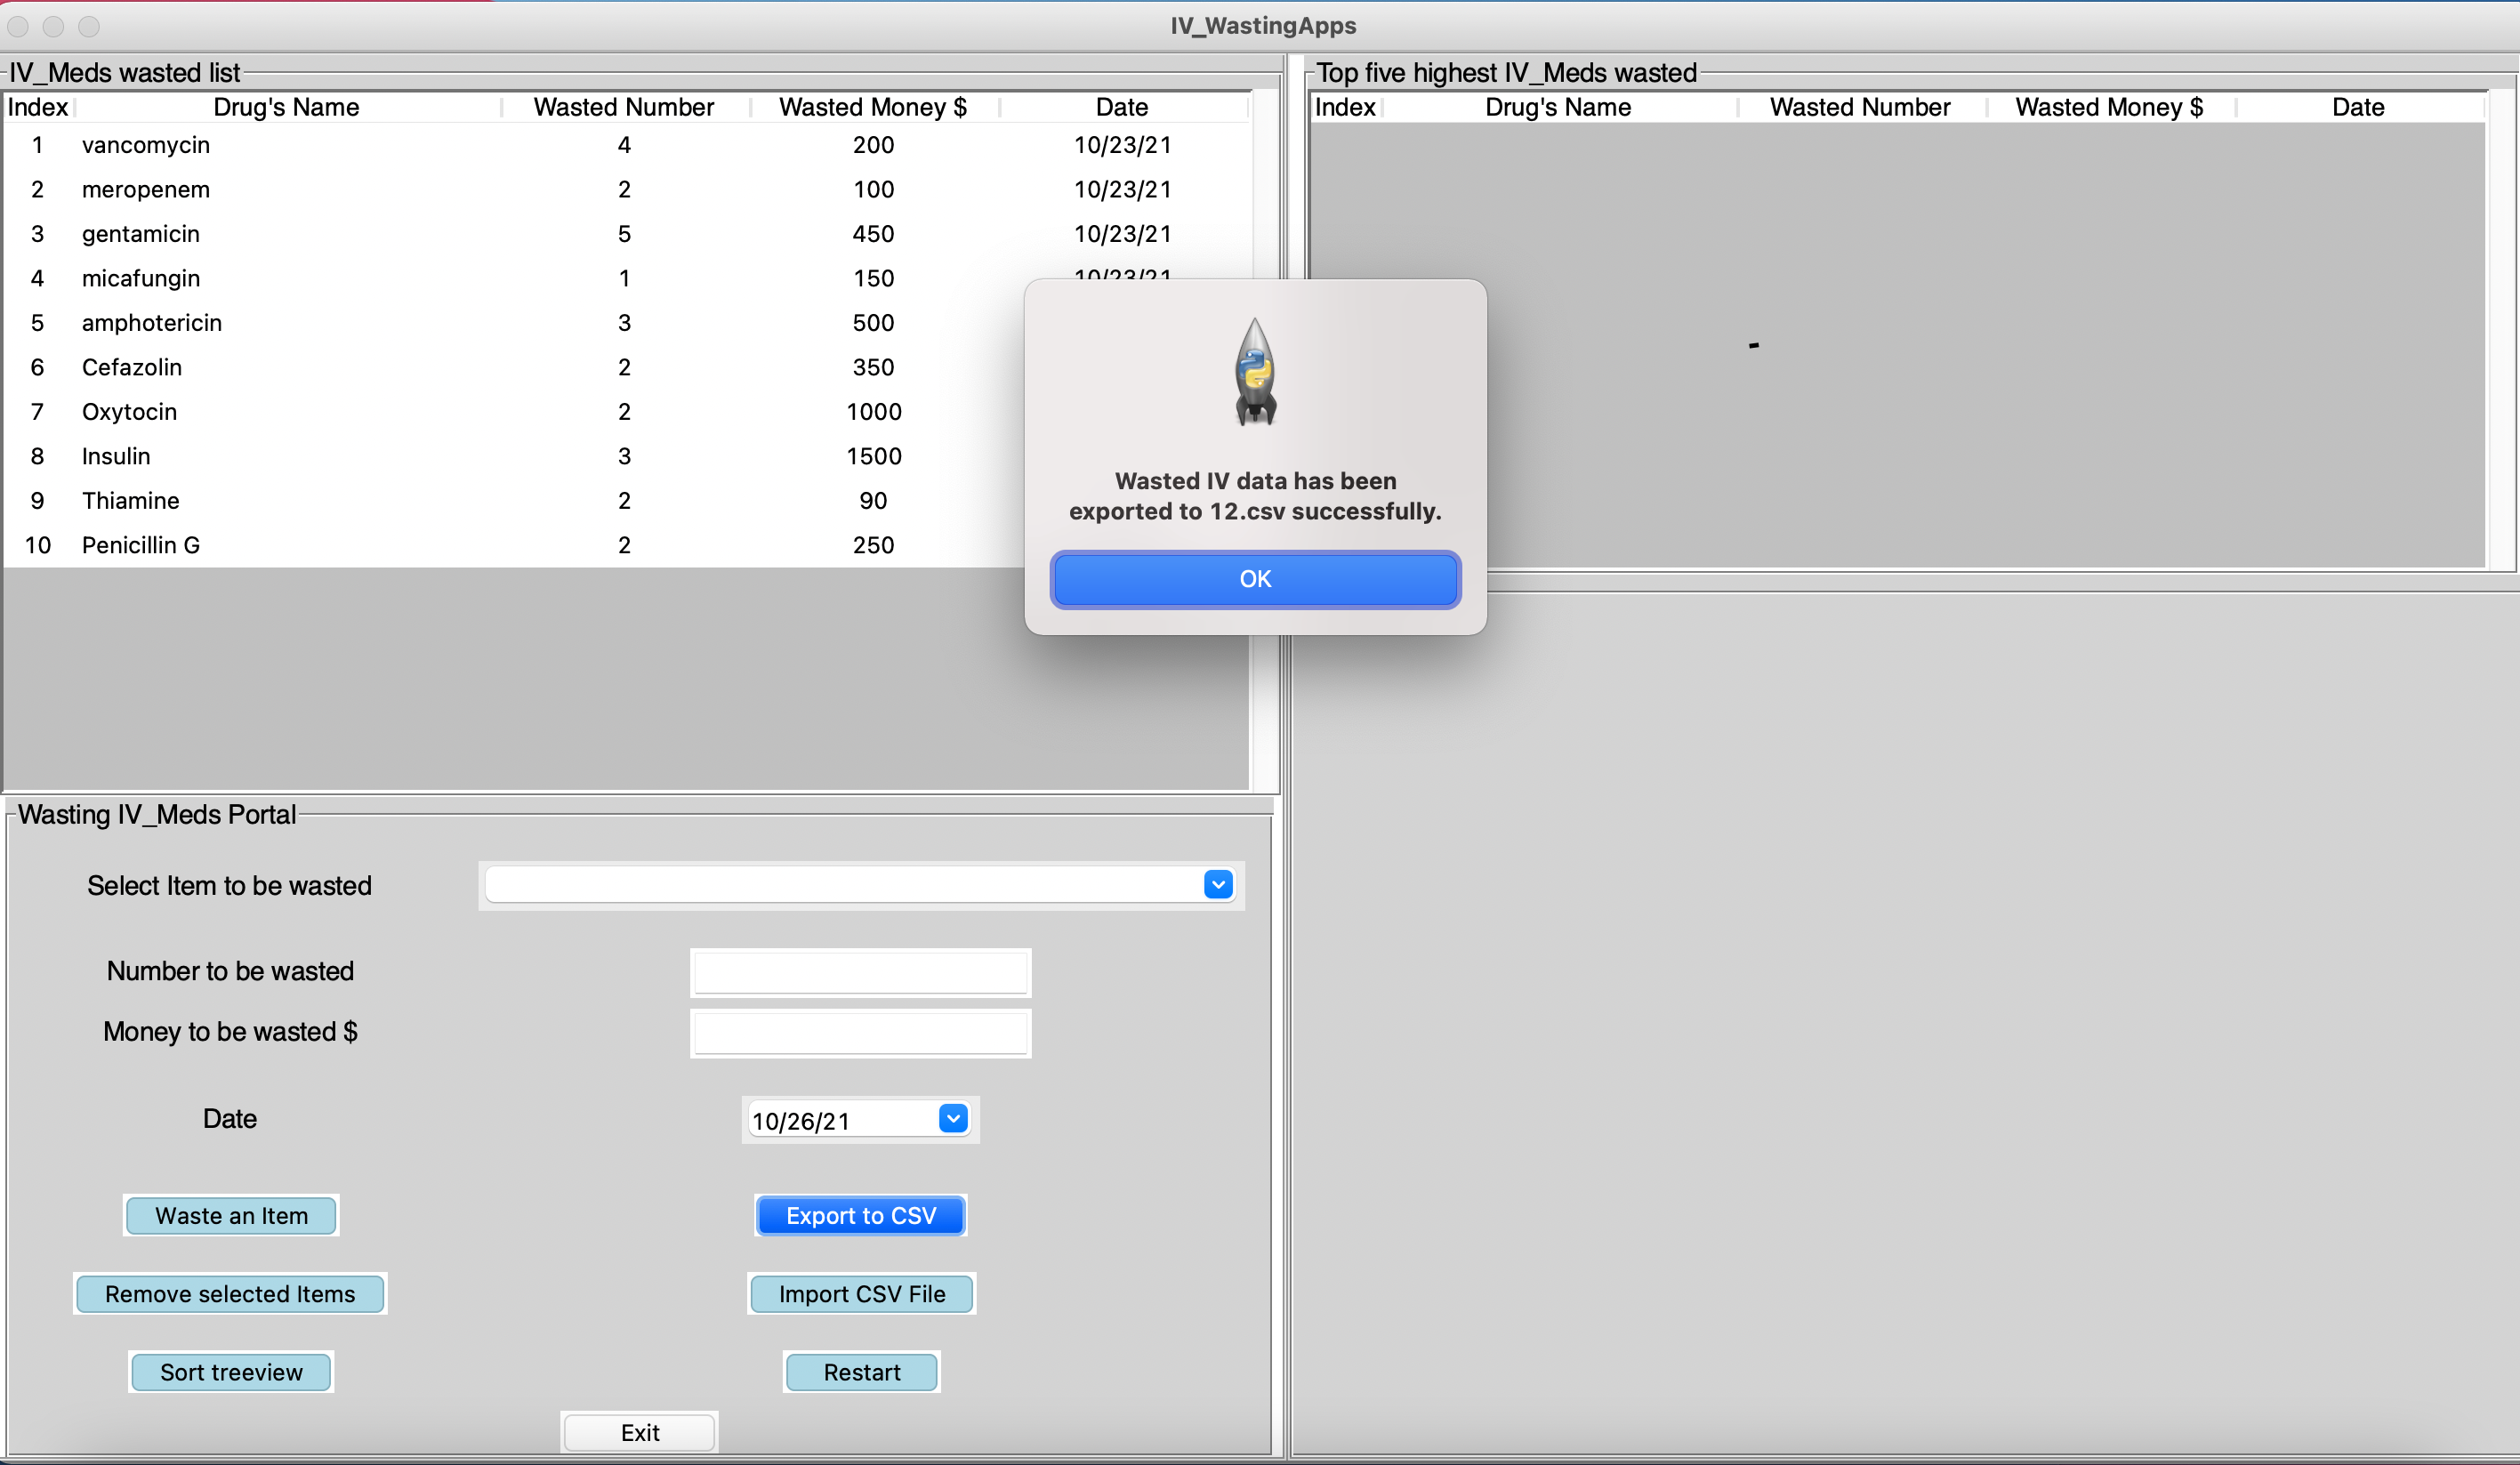 IV_WastingApps
IV_Meds wasted list
Index Drug's Name Wasted Number Wasted Money $ Date
1 vancomycin 4 200 10/23/21
2 meropenem 2 100 10/23/21
3 gentamicin 5 450 10/23/21
4 micafungin 1 150 10/23/21
5 amphotericin 3 500
6 Cefazolin 2 350
7 Oxytocin 2 1000
8 Insulin 3 1500
9 Thiamine 2 90
10 Penicillin G 2 250
Top five highest IV_Meds wasted
Index Drug's Name Wasted Number Wasted Money $ Date
Wasted IV data has been
exported to 12.csv successfully.
OK
Wasting IV_Meds Portal
Select Item to be wasted
Number to be wasted
Money to be wasted $
Date 10/26/21
Waste an Item Export to CSV
Remove selected Items Import CSV File
Sort treeview Restart
Exit